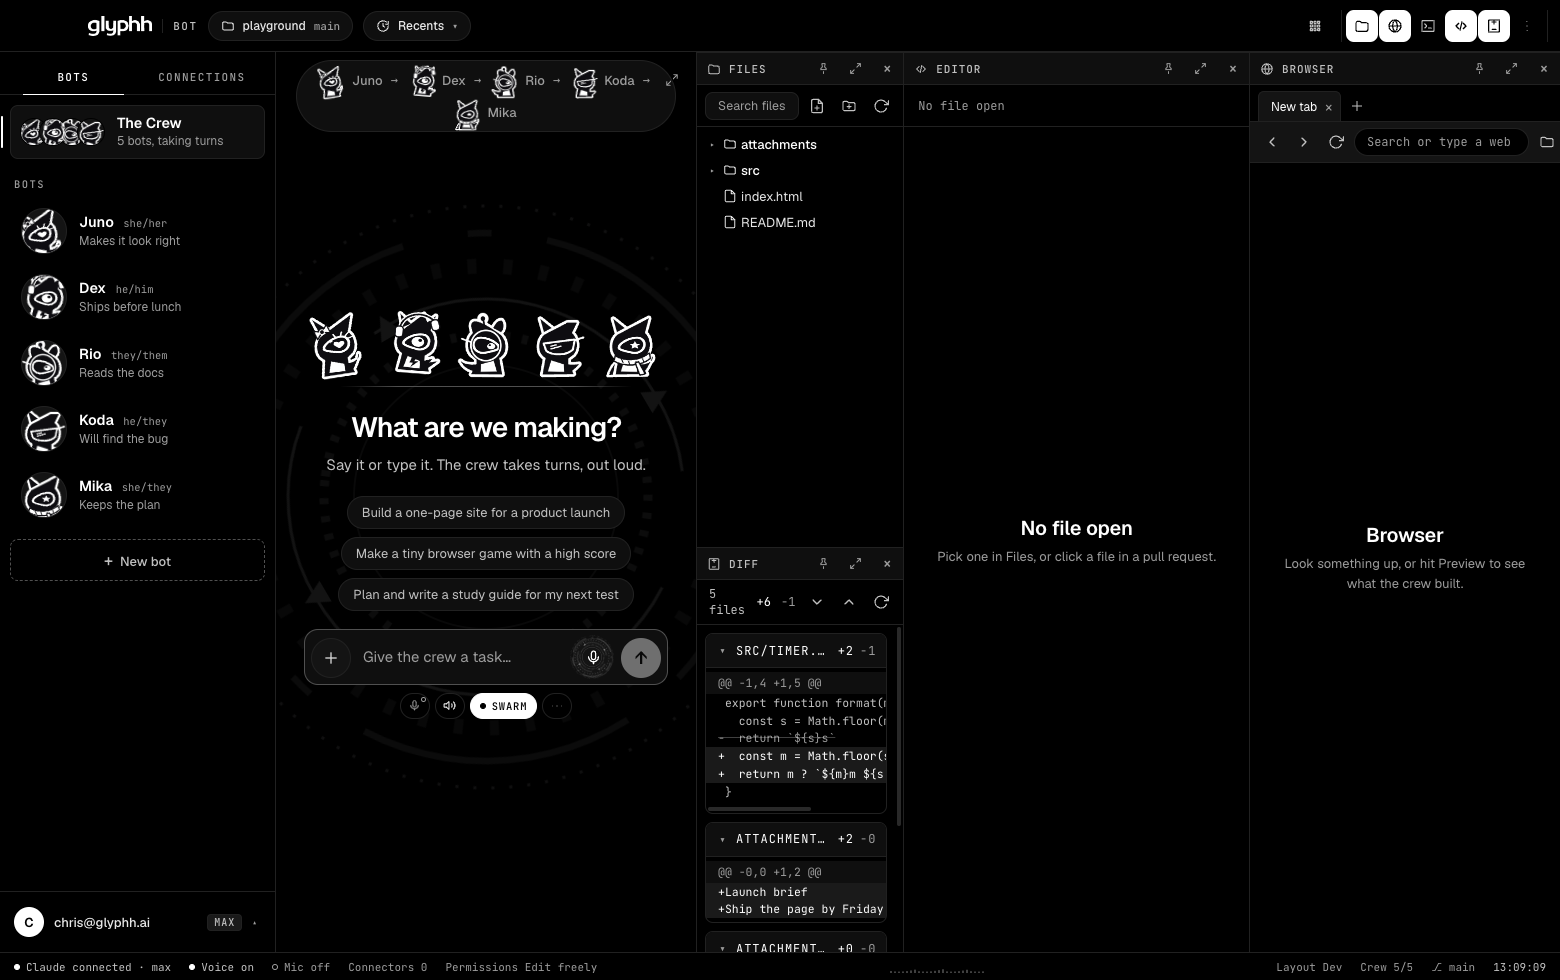 glyphh BOT playground main Recents
BOTS CONNECTIONS
The Crew
5 bots, taking turns
BOTS
Juno she/her
Makes it look right
Dex he/him
Ships before lunch
Rio they/them
Reads the docs
Koda he/they
Will find the bug
Mika she/they
Keeps the plan
+ New bot
C chris@glyphh.ai MAX
Juno → Dex → Rio → Koda →
Mika
What are we making?
Say it or type it. The crew takes turns, out loud.
Build a one-page site for a product launch
Make a tiny browser game with a high score
Plan and write a study guide for my next test
Give the crew a task...
SWARM
FILES
Search files
attachments
src
index.html
README.md
DIFF
5 files +6 -1
SRC/TIMER.… +2 -1
@@ -1,4 +1,5 @@
export function format(
const s = Math.floor(
- return `${s}s`
+ const m = Math.floor(s
+ return m ? `${m}m ${s
}
ATTACHMENT… +2 -0
@@ -0,0 +1,2 @@
+Launch brief
+Ship the page by Friday
ATTACHMENT… +0 -0
EDITOR
No file open
No file open
Pick one in Files, or click a file in a pull request.
BROWSER
New tab
Search or type a web
Browser
Look something up, or hit Preview to see
what the crew built.
Claude connected · max Voice on Mic off Connectors 0 Permissions Edit freely Layout Dev Crew 5/5 main 13:09:09